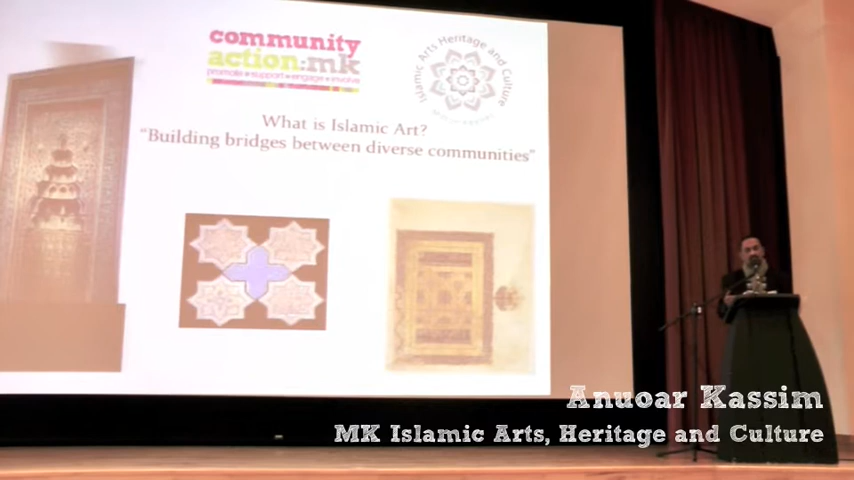 community
action:mk
promote • support • engage • involve
Islamic Arts Heritage and Culture
What is Islamic Art?
"Building bridges between diverse communities"
Anuoar Kassim
MK Islamic Arts, Heritage and Culture